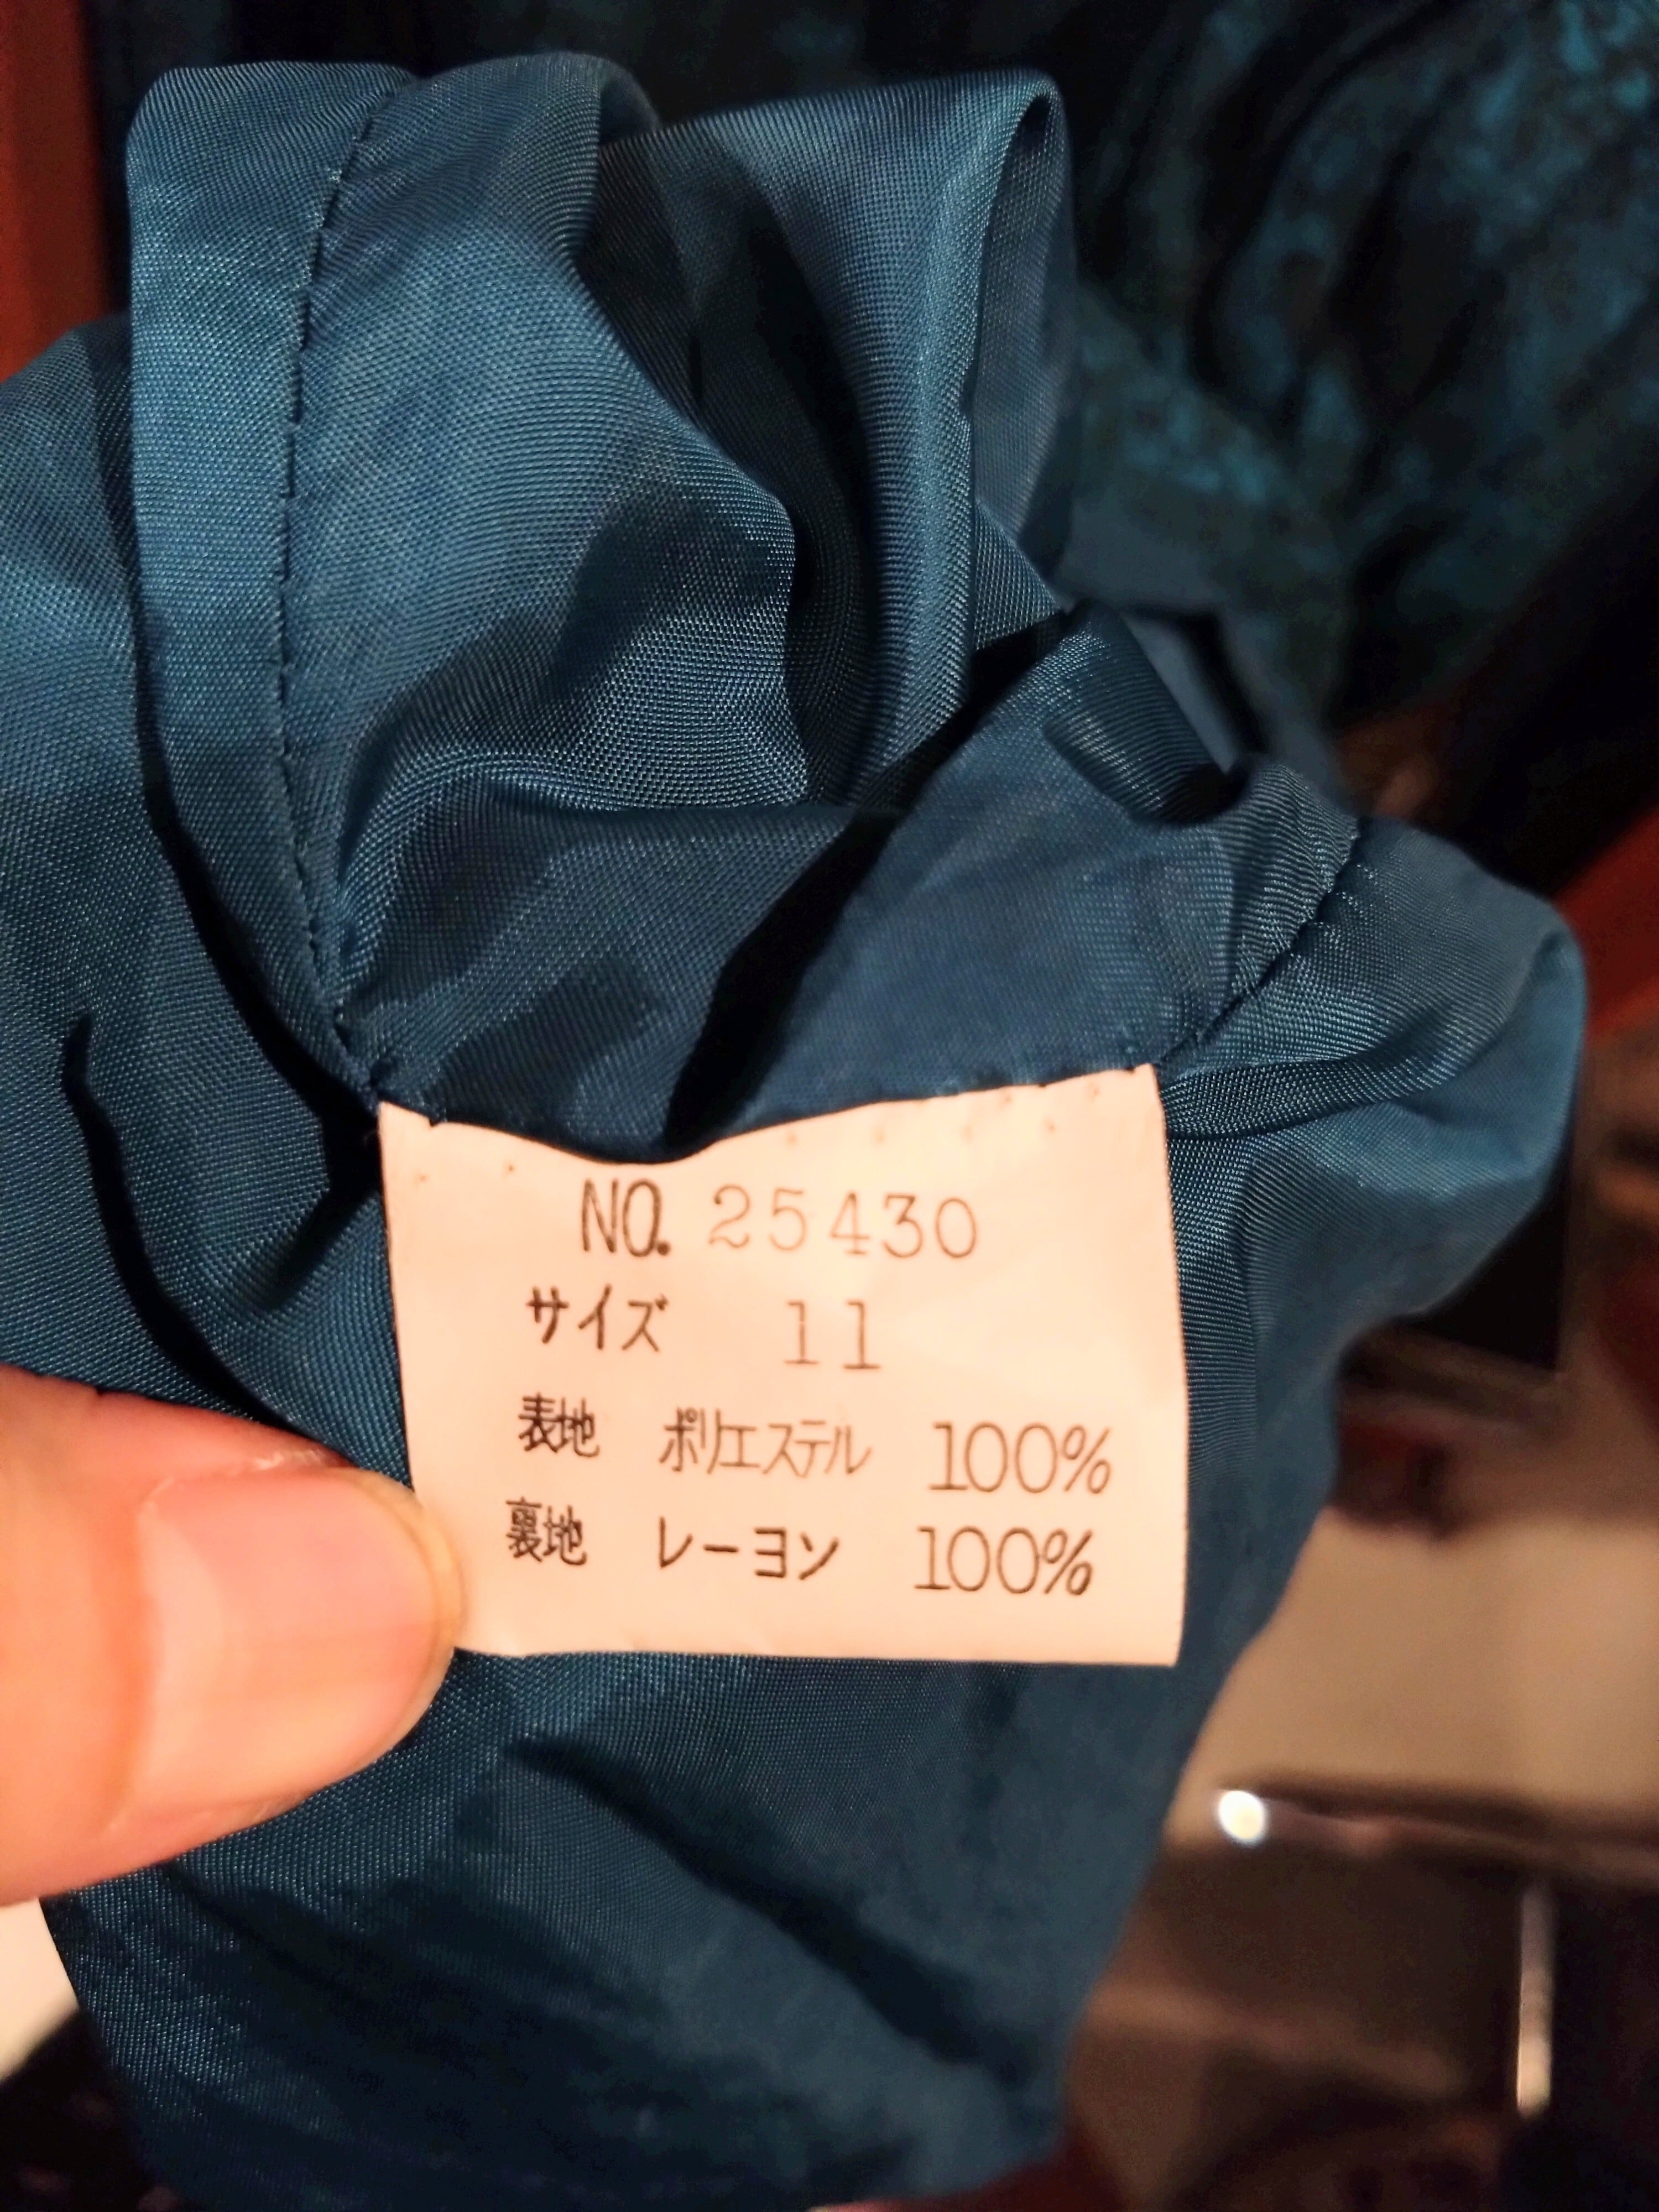 NO. 25430
サイズ 11
表地 ポリエステル 100%
裏地 レーヨン 100%